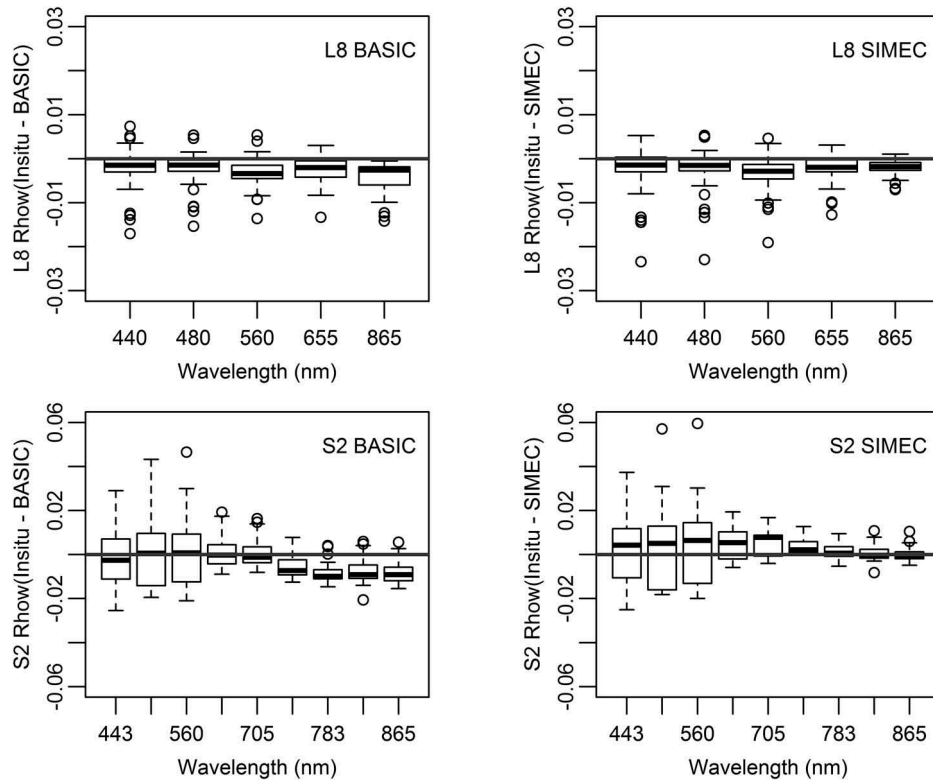 L8 BASIC
L8 Rhow(Insitu - BASIC)
0.03
0.01
-0.01
-0.03
440 480 560 655 865
Wavelength (nm)
L8 SIMEC
L8 Rhow(Insitu - SIMEC)
0.03
0.01
-0.01
-0.03
440 480 560 655 865
Wavelength (nm)
S2 BASIC
S2 Rhow(Insitu - BASIC)
0.06
0.02
-0.02
-0.06
443 560 705 783 865
Wavelength (nm)
S2 SIMEC
S2 Rhow(Insitu - SIMEC)
0.06
0.02
-0.02
-0.06
443 560 705 783 865
Wavelength (nm)